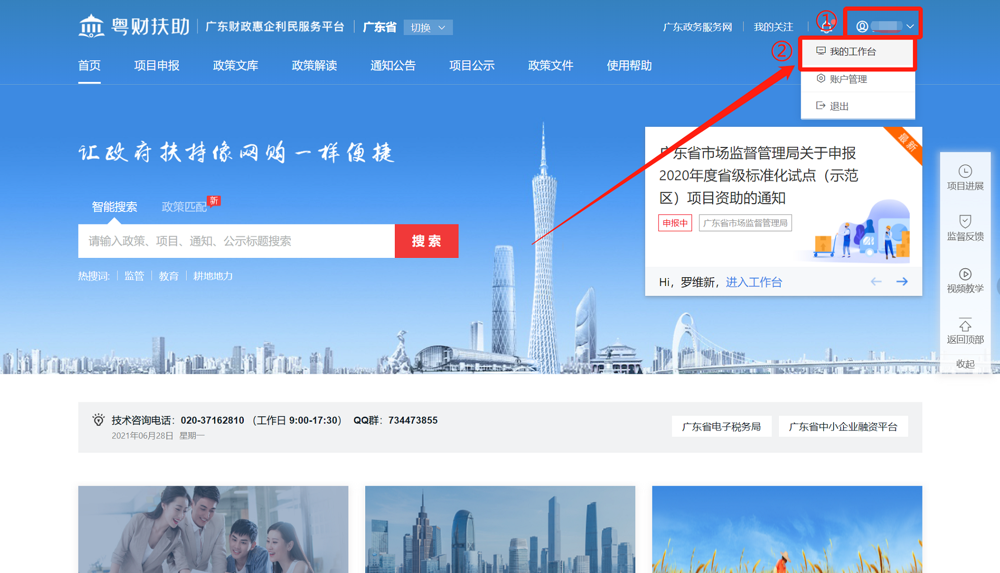 粤财扶助 广东财政惠企利民服务平台 广东省 切换
广东政务服务网 我的关注 ①
首页 项目申报 政策文库 政策解读 通知公告 项目公示 政策文件 使用帮助
② 我的工作台
账户管理
退出
让政府扶持像网购一样便捷
最新
广东省市场监督管理局关于申报
2020年度省级标准化试点（示范
区）项目资助的通知
申报中 广东省市场监督管理局
Hi，罗维新，进入工作台
智能搜索 政策匹配 新
请输入政策、项目、通知、公示标题搜索 搜索
热搜词: 监管 教育 耕地地力
项目进展
监督反馈
视频教学
返回顶部
收起
技术咨询电话：020-37162810 （工作日 9:00-17:30） QQ群：734473855
2021年06月28日 星期一
广东省电子税务局 广东省中小企业融资平台